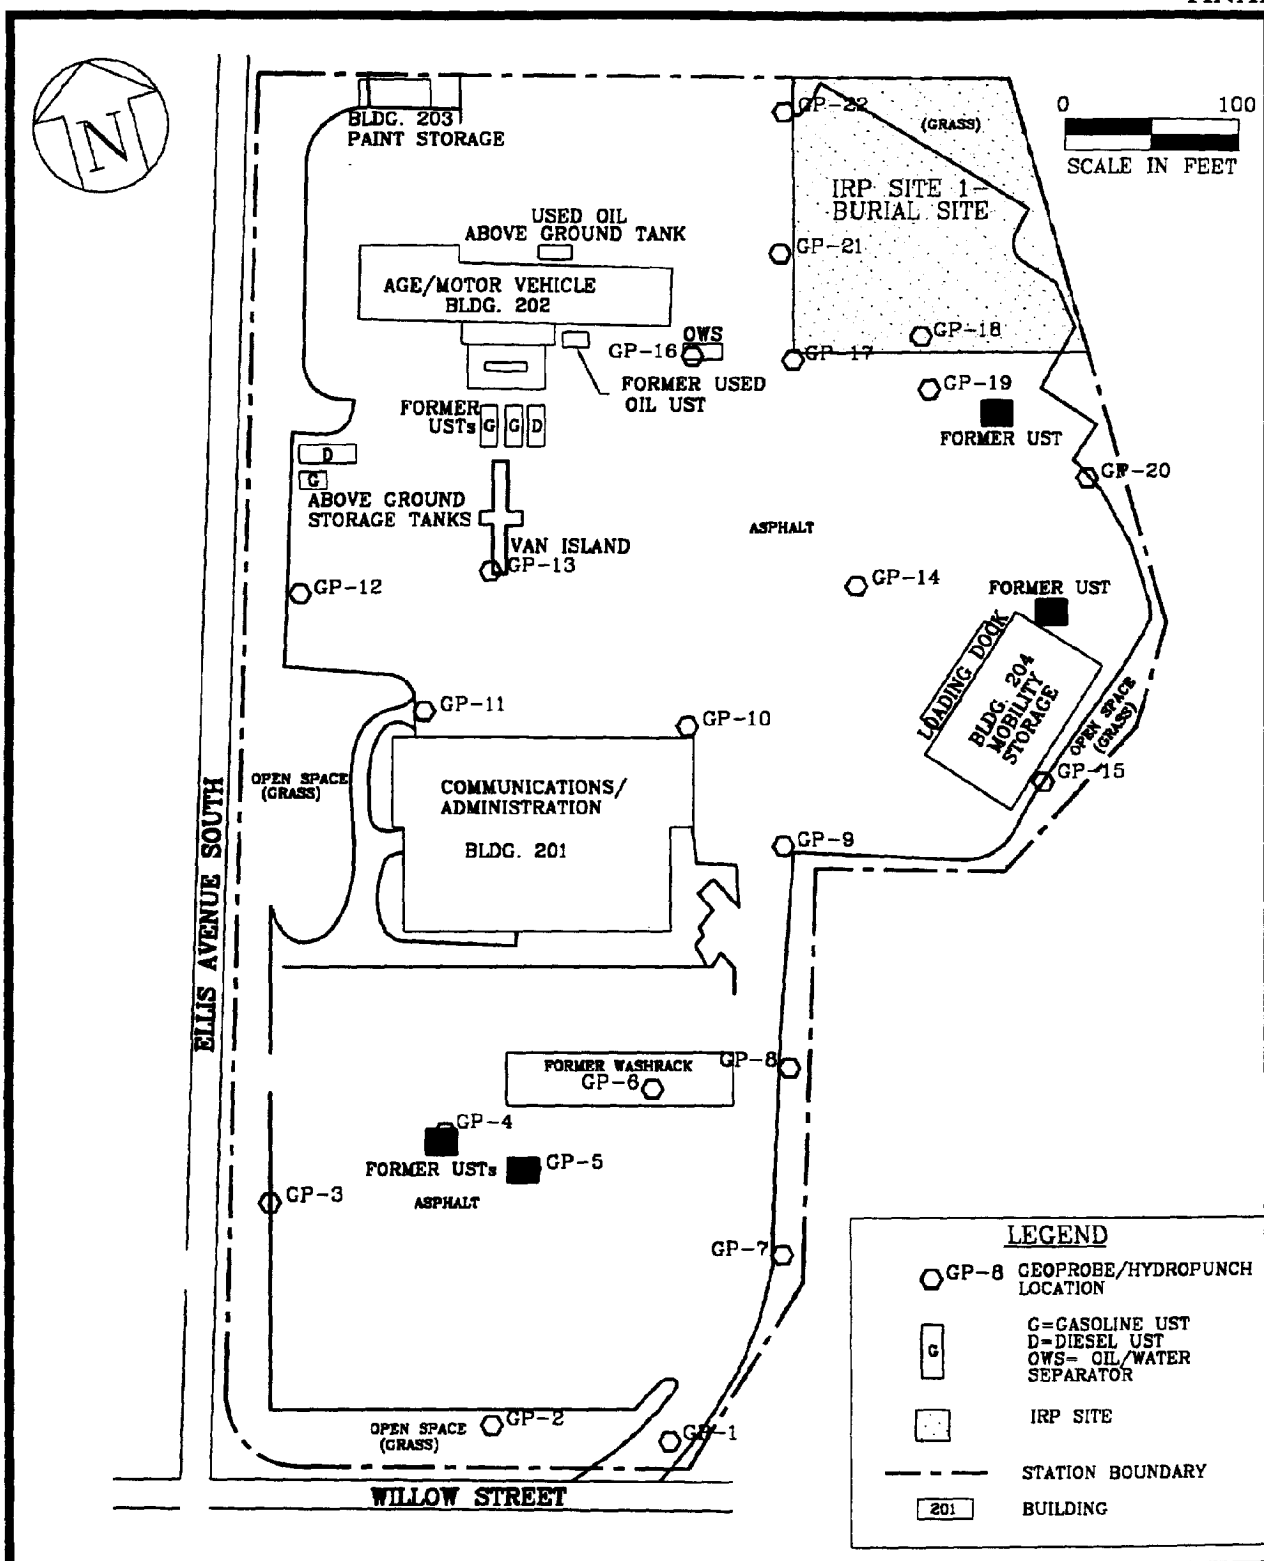 N
BLDG. 203
PAINT STORAGE
GP-22
(GRASS)
0 100
SCALE IN FEET
IRP SITE 1-
BURIAL SITE
USED OIL
ABOVE GROUND TANK
GP-21
AGE/MOTOR VEHICLE
BLDG. 202
OWS
GP-16
GP-17
GP-18
FORMER USED
OIL UST
GP-19
FORMER UST
FORMER
USTs
G G D
D
G
ABOVE GROUND
STORAGE TANKS
GP-20
ASPHALT
VAN ISLAND
GP-13
GP-12
GP-14
FORMER UST
LOADING DOCK
BLDG. 204
MOBILITY
STORAGE
OPEN SPACE
(GRASS)
GP-11
GP-10
GP-15
OPEN SPACE
(GRASS)
COMMUNICATIONS/
ADMINISTRATION
BLDG. 201
GP-9
ELLIS AVENUE SOUTH
FORMER WASHRACK
GP-6
GP-8
GP-4
FORMER USTs
GP-5
ASPHALT
GP-3
GP-7
GP-2
OPEN SPACE
(GRASS)
GP-1
WILLOW STREET
LEGEND
GP-8 GEOPROBE/HYDROPUNCH
LOCATION
G G=GASOLINE UST
D=DIESEL UST
OWS= OIL/WATER
SEPARATOR
IRP SITE
STATION BOUNDARY
201 BUILDING